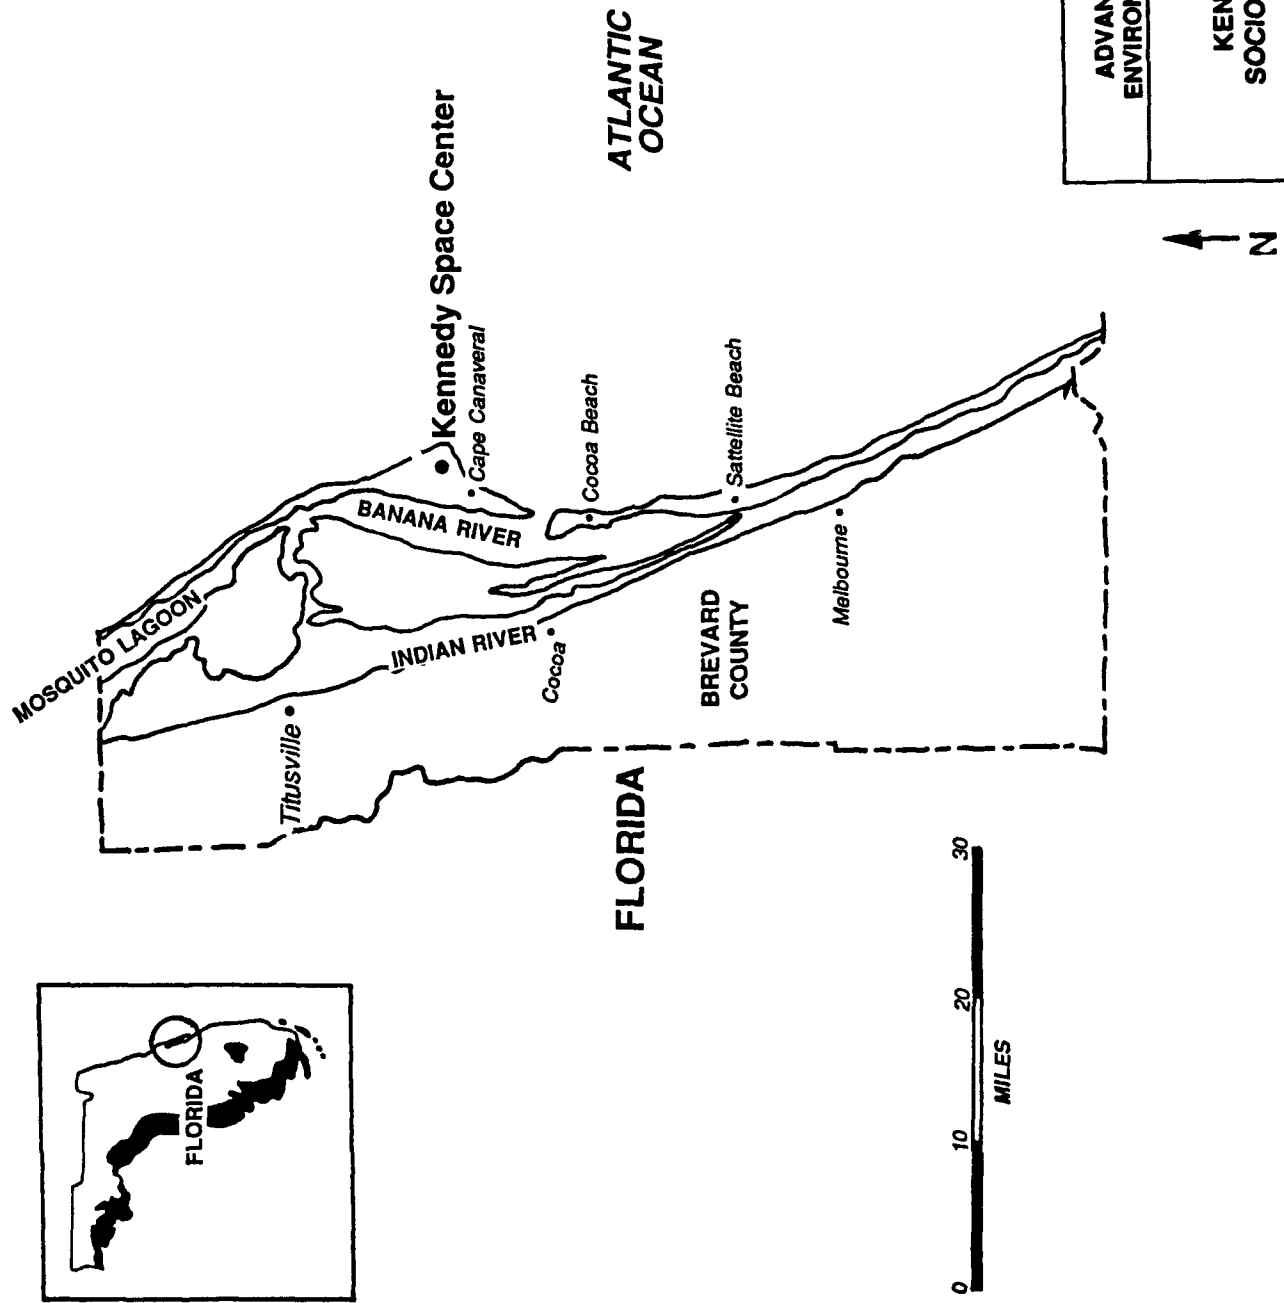 MOSQUITO LAGOON
Titusville
INDIAN RIVER
BANANA RIVER
Kennedy Space Center
Cape Canaveral
Cocoa
Cocoa Beach
ATLANTIC
OCEAN
FLORIDA
BREVARD
COUNTY
Sattellite Beach
Melbourne
FLORIDA
0 10 20 30
MILES
N
ADVAN
ENVIRON
KEN
SOCIO